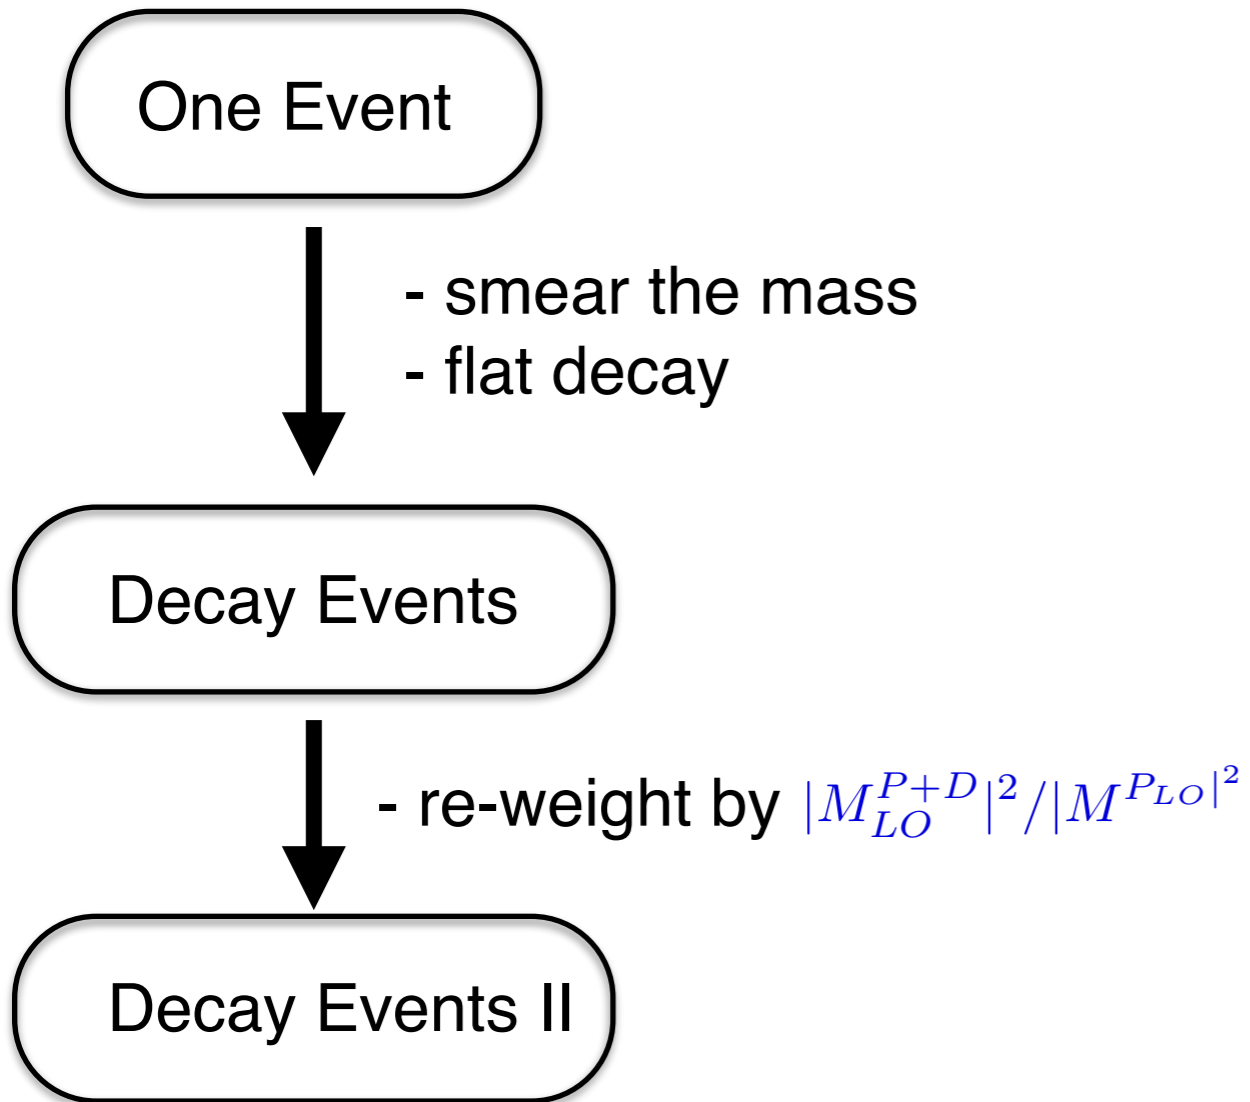 One Event
- smear the mass
- flat decay
Decay Events
- re-weight by $|M_{LO}^{P+D}|^2/|M^{P_{LO}|^2}$
Decay Events II